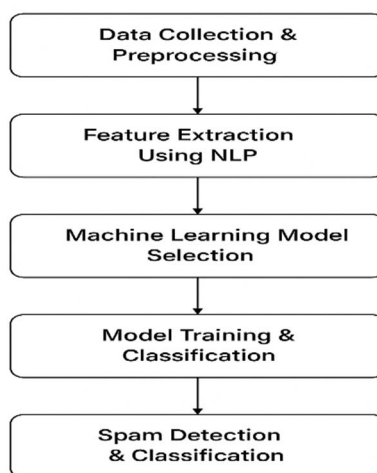 Data Collection &
Preprocessing
Feature Extraction
Using NLP
Machine Learning Model
Selection
Model Training &
Classification
Spam Detection
& Classification